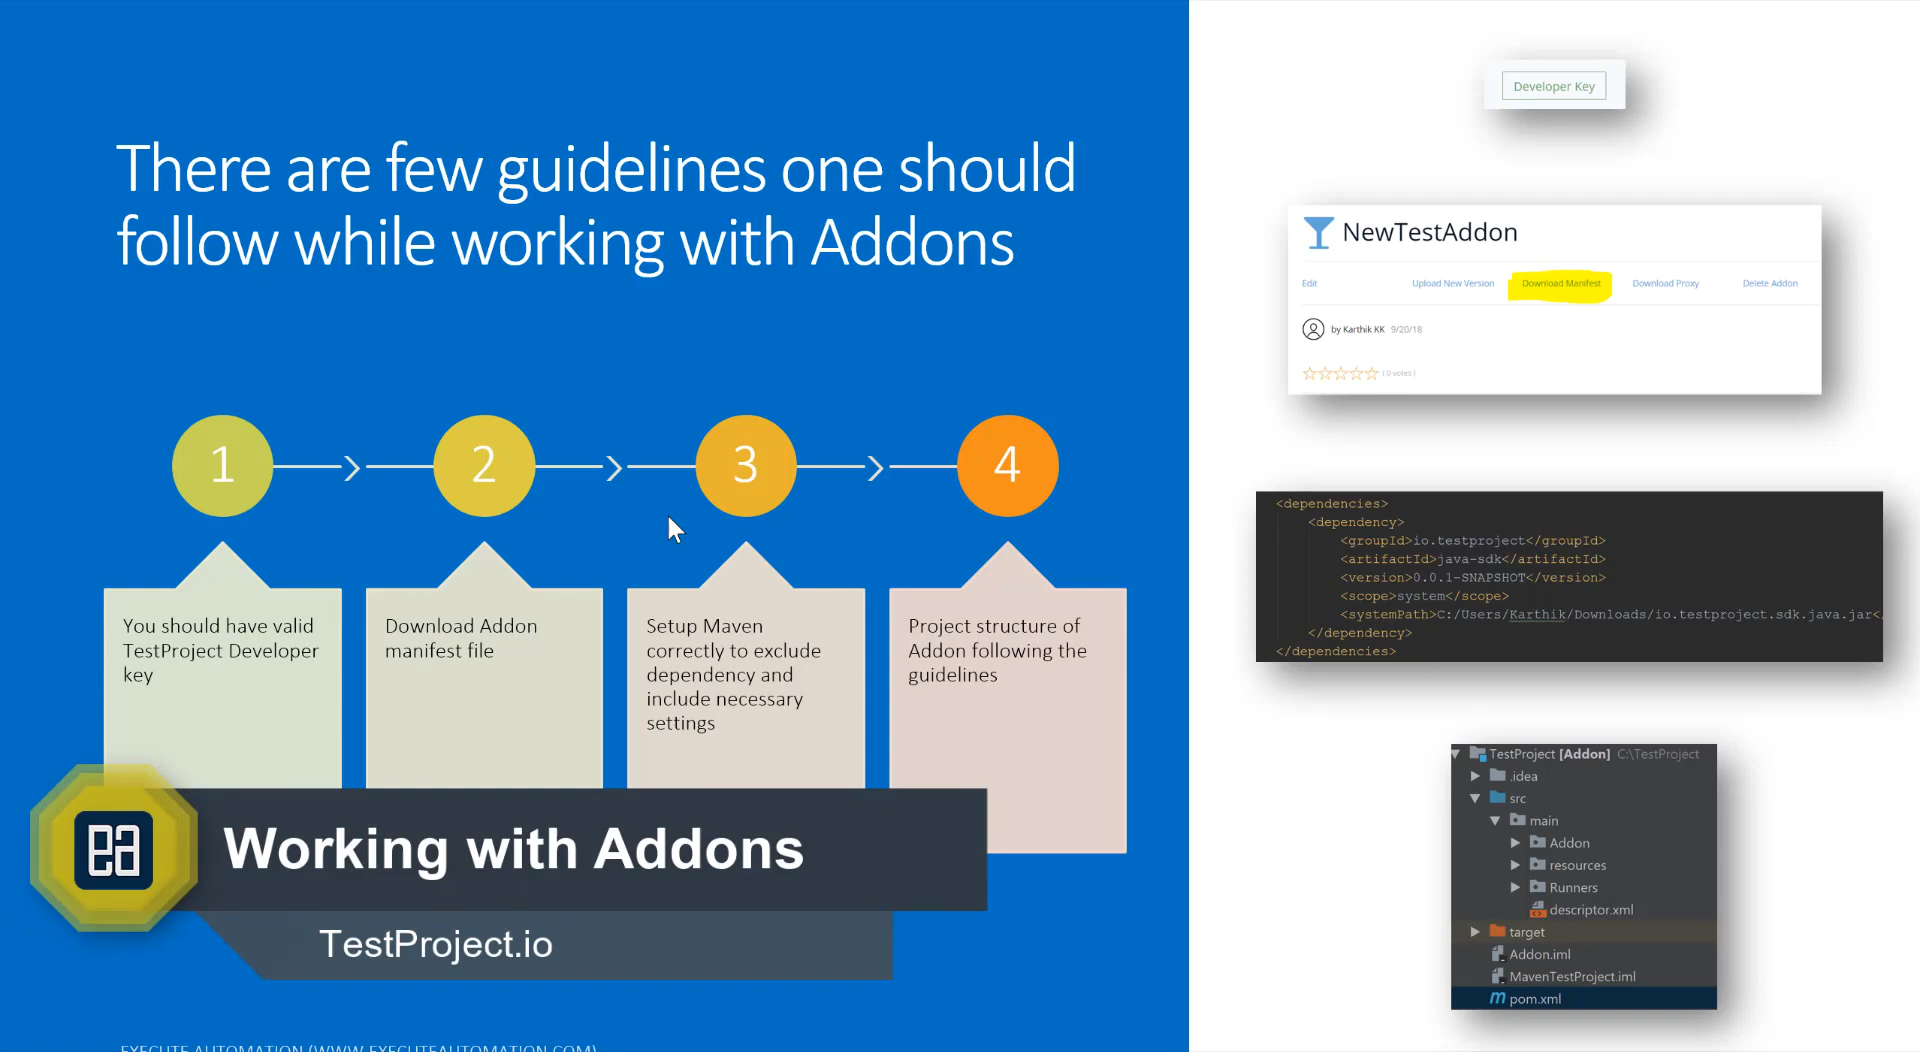 There are few guidelines one should
follow while working with Addons
1
2
3
4
You should have valid
TestProject Developer
key
Download Addon
manifest file
Setup Maven
correctly to exclude
dependency and
include necessary
settings
Project structure of
Addon following the
guidelines
ea
Working with Addons
TestProject.io
EXECUTE AUTOMATION (WWW.EXECUTEAUTOMATION.COM)
Developer Key
NewTestAddon
Edit Upload New Version Download Manifest Download Proxy Delete Addon
by Karthik KK 9/20/18
( 0 votes )
<dependencies>
<dependency>
<groupId>io.testproject</groupId>
<artifactId>java-sdk</artifactId>
<version>0.0.1-SNAPSHOT</version>
<scope>system</scope>
<systemPath>C:/Users/Karthik/Downloads/io.testproject.sdk.java.jar</
</dependency>
</dependencies>
TestProject [Addon] C:\TestProject
.idea
src
main
Addon
resources
Runners
descriptor.xml
target
Addon.iml
MavenTestProject.iml
pom.xml